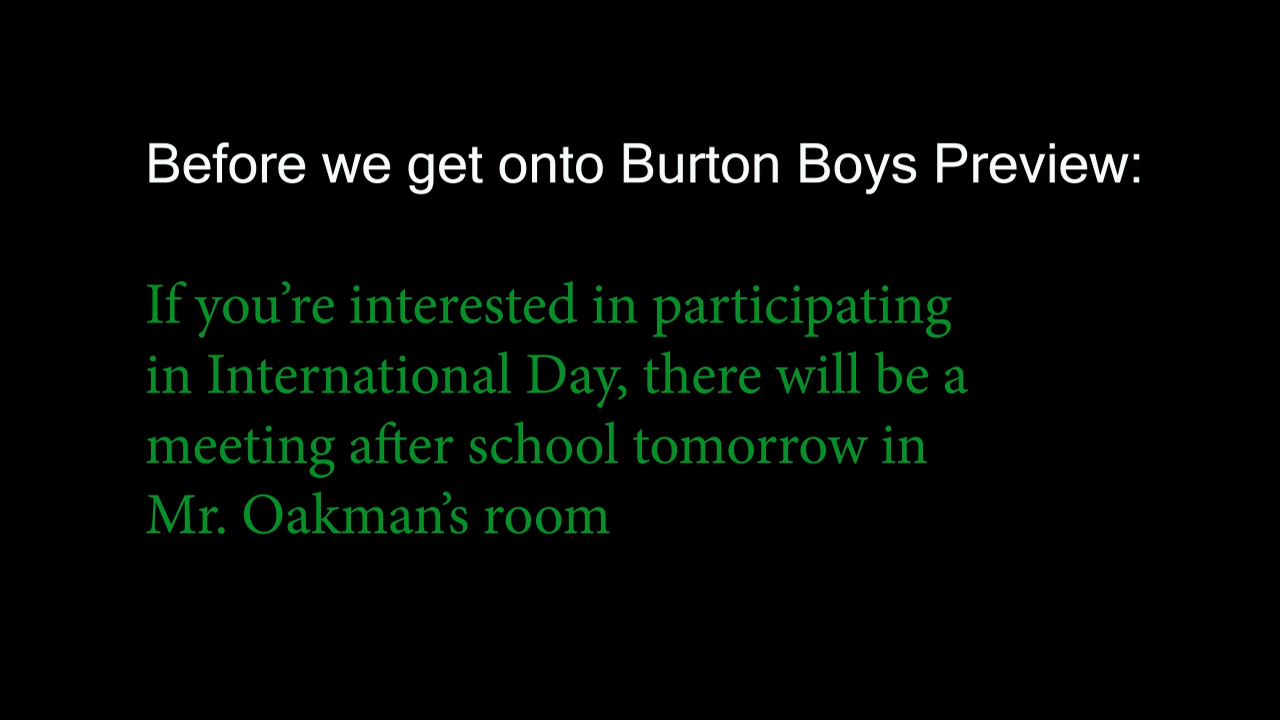 Before we get onto Burton Boys Preview:
If you’re interested in participating
in International Day, there will be a
meeting after school tomorrow in
Mr. Oakman’s room